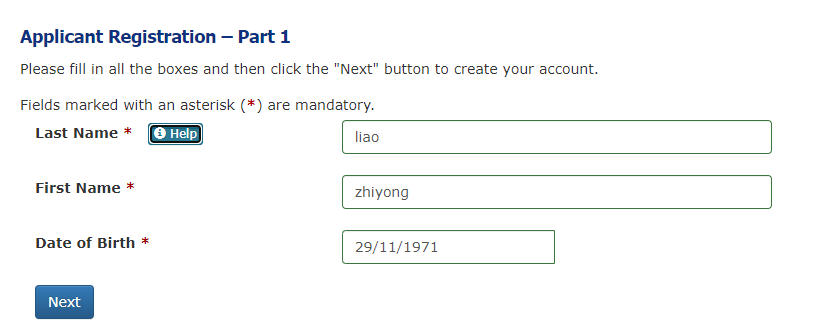 Applicant Registration – Part 1
Please fill in all the boxes and then click the "Next" button to create your account.
Fields marked with an asterisk (*) are mandatory.
Last Name * Help liao
First Name * zhiyong
Date of Birth * 29/11/1971
Next